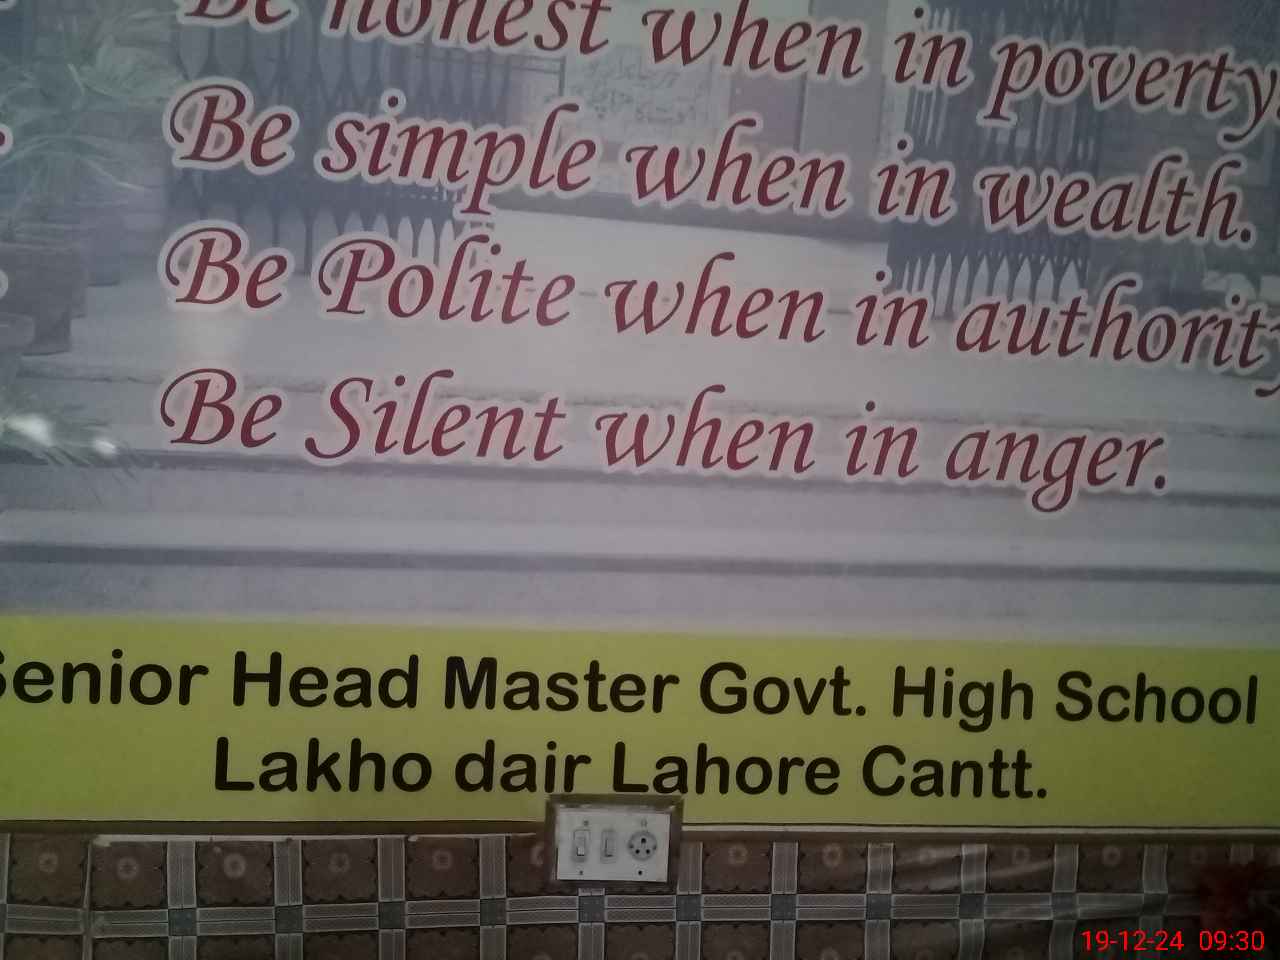 Be honest when in poverty.
Be simple when in wealth.
Be Polite when in authority
Be Silent when in anger.
Senior Head Master Govt. High School
Lakho dair Lahore Cantt.
19-12-24 09:30